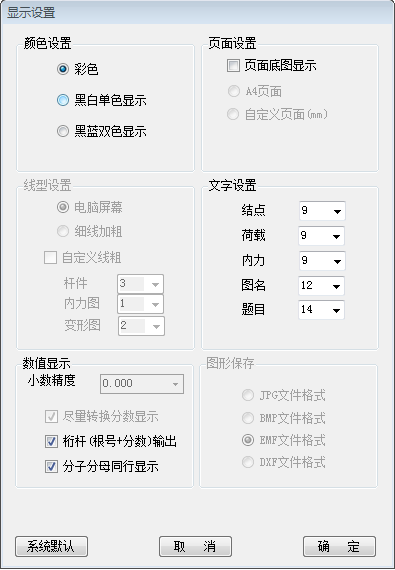 显示设置
颜色设置
彩色
黑白单色显示
黑蓝双色显示
页面设置
页面底图显示
A4页面
自定义页面(mm)
线型设置
电脑屏幕
细线加粗
自定义线粗
杆件 3
内力图 1
变形图 2
文字设置
结点 9
荷载 9
内力 9
图名 12
题目 14
数值显示
小数精度 0.000
尽量转换分数显示
桁杆(根号+分数)输出
分子分母同行显示
图形保存
JPG文件格式
BMP文件格式
EMF文件格式
DXF文件格式
系统默认 取 消 确 定